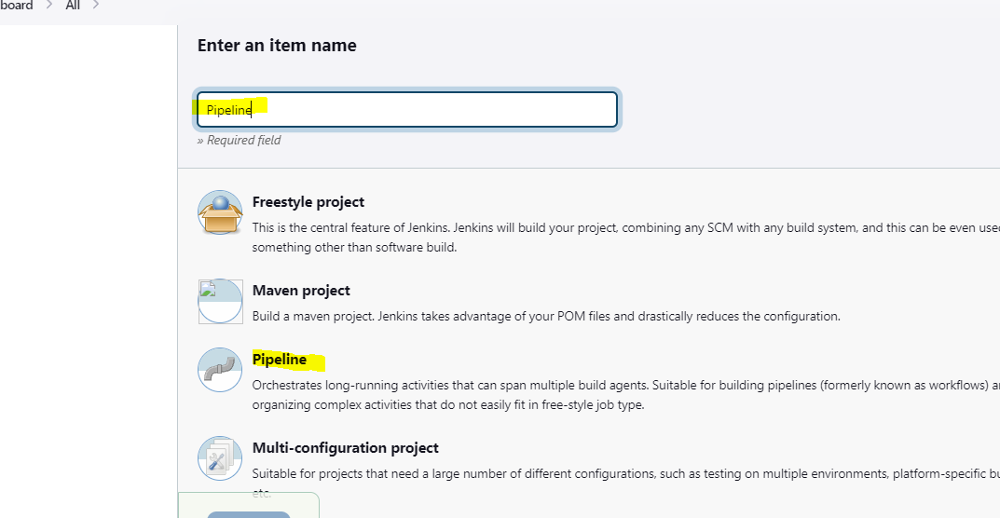 board > All >
Enter an item name
Pipeline
» Required field
Freestyle project
This is the central feature of Jenkins. Jenkins will build your project, combining any SCM with any build system, and this can be even
something other than software build.
Maven project
Build a maven project. Jenkins takes advantage of your POM files and drastically reduces the configuration.
Pipeline
Orchestrates long-running activities that can span multiple build agents. Suitable for building pipelines (formerly known as workflows)
organizing complex activities that do not easily fit in free-style job type.
Multi-configuration project
Suitable for projects that need a large number of different configurations, such as testing on multiple environments, platform-specific
etc.